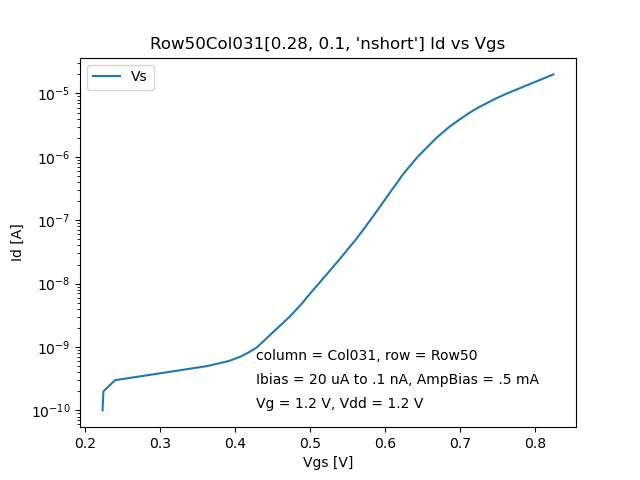 Row50Col031[0.28, 0.1, 'nshort'] Id vs Vgs
Vs
10⁻⁵
10⁻⁶
10⁻⁷
10⁻⁸
10⁻⁹
10⁻¹⁰
Id [A]
column = Col031, row = Row50
Ibias = 20 uA to .1 nA, AmpBias = .5 mA
Vg = 1.2 V, Vdd = 1.2 V
0.2 0.3 0.4 0.5 0.6 0.7 0.8
Vgs [V]